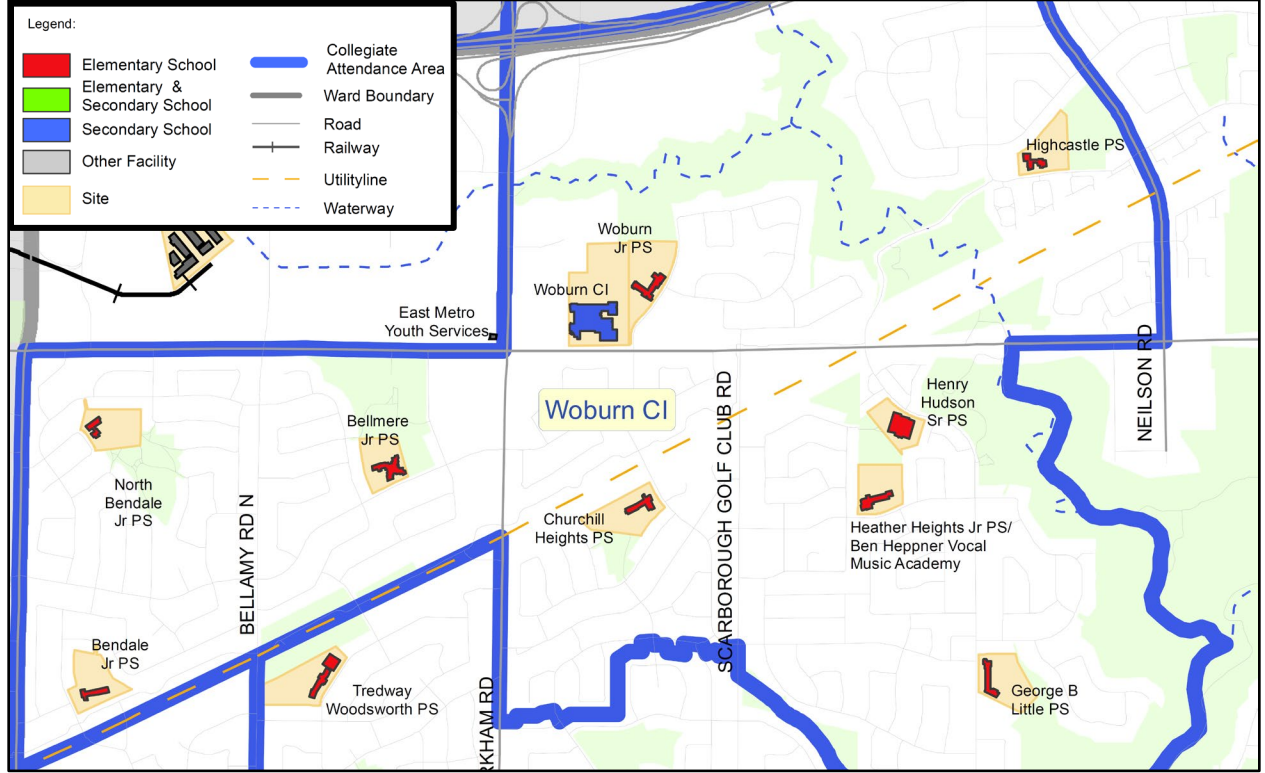 Legend:
Elementary School
Elementary &
Secondary School
Secondary School
Other Facility
Site
Collegiate
Attendance Area
Ward Boundary
Road
Railway
Utilityline
Waterway
Highcastle PS
Woburn
Jr PS
Woburn CI
East Metro
Youth Services
NEILSON RD
Woburn CI
SCARBOROUGH GOLF CLUB RD
Henry
Hudson
Sr PS
Bellmere
Jr PS
North
Bendale
Jr PS
BELLAMY RD N
Churchill
Heights PS
Heather Heights Jr PS/
Ben Heppner Vocal
Music Academy
Bendale
Jr PS
Tredway
Woodsworth PS
RKHAM RD
George B
Little PS